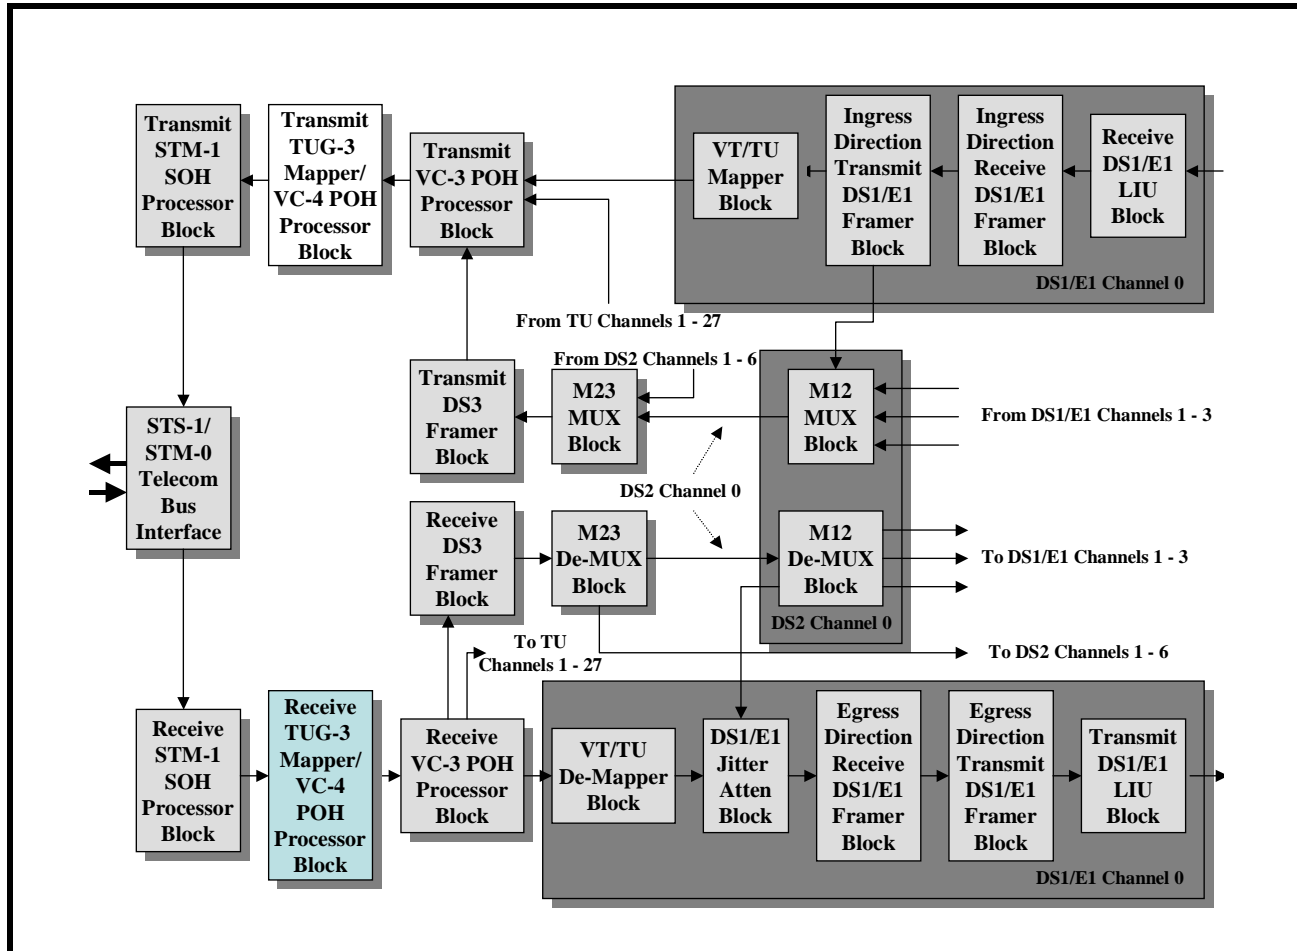 Transmit
STM-1
SOH
Processor
Block
Transmit
TUG-3
Mapper/
VC-4 POH
Processor
Block
Transmit
VC-3 POH
Processor
Block
VT/TU
Mapper
Block
Ingress
Direction
Transmit
DS1/E1
Framer
Block
Ingress
Direction
Receive
DS1/E1
Framer
Block
Receive
DS1/E1
LIU
Block
DS1/E1 Channel 0
From TU Channels 1 - 27
From DS2 Channels 1 - 6
Transmit
DS3
Framer
Block
M23
MUX
Block
M12
MUX
Block
From DS1/E1 Channels 1 - 3
STS-1/
STM-0
Telecom
Bus
Interface
DS2 Channel 0
Receive
DS3
Framer
Block
M23
De-MUX
Block
M12
De-MUX
Block
To DS1/E1 Channels 1 - 3
DS2 Channel 0
To TU
Channels 1 - 27
To DS2 Channels 1 - 6
Receive
STM-1
SOH
Processor
Block
Receive
TUG-3
Mapper/
VC-4
POH
Processor
Block
Receive
VC-3 POH
Processor
Block
VT/TU
De-Mapper
Block
DS1/E1
Jitter
Atten
Block
Egress
Direction
Receive
DS1/E1
Framer
Block
Egress
Direction
Transmit
DS1/E1
Framer
Block
Transmit
DS1/E1
LIU
Block
DS1/E1 Channel 0